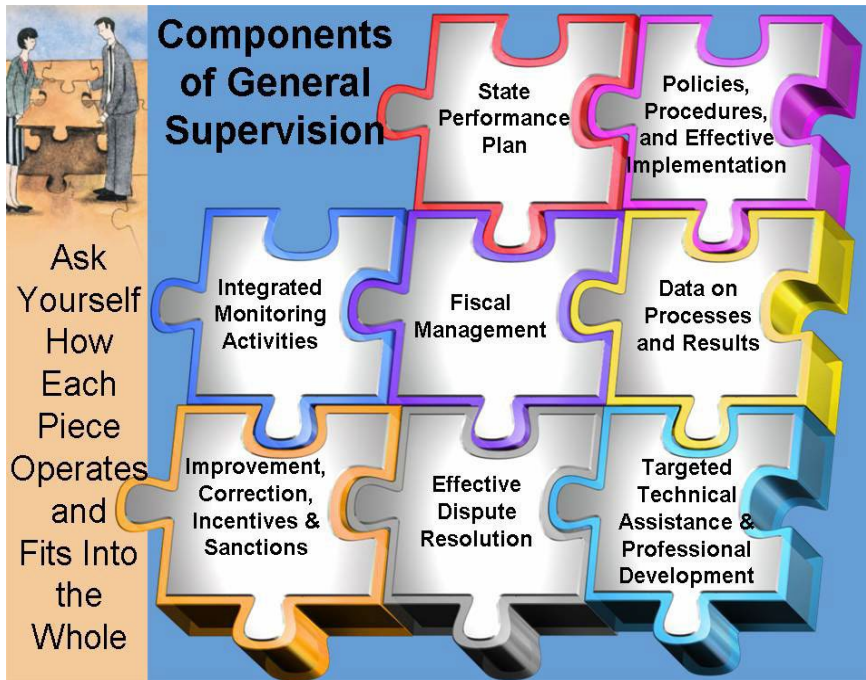 Components
of General
Supervision
State
Performance
Plan
Policies,
Procedures,
and Effective
Implementation
Integrated
Monitoring
Activities
Fiscal
Management
Data on
Processes
and Results
Improvement,
Correction,
Incentives &
Sanctions
Effective
Dispute
Resolution
Targeted
Technical
Assistance &
Professional
Development
Ask
Yourself
How
Each
Piece
Operates
and
Fits Into
the
Whole